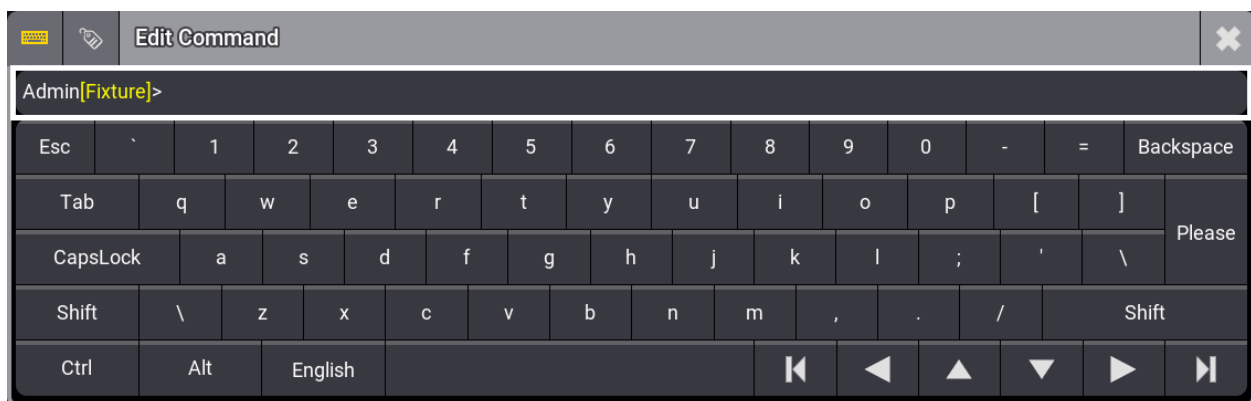 Edit Command
Admin[Fixture]>
Esc ` 1 2 3 4 5 6 7 8 9 0 - = Backspace
Tab q w e r t y u i o p [ ]
Please
CapsLock a s d f g h j k l ; ' \
Shift \ z x c v b n m , . / Shift
Ctrl Alt English